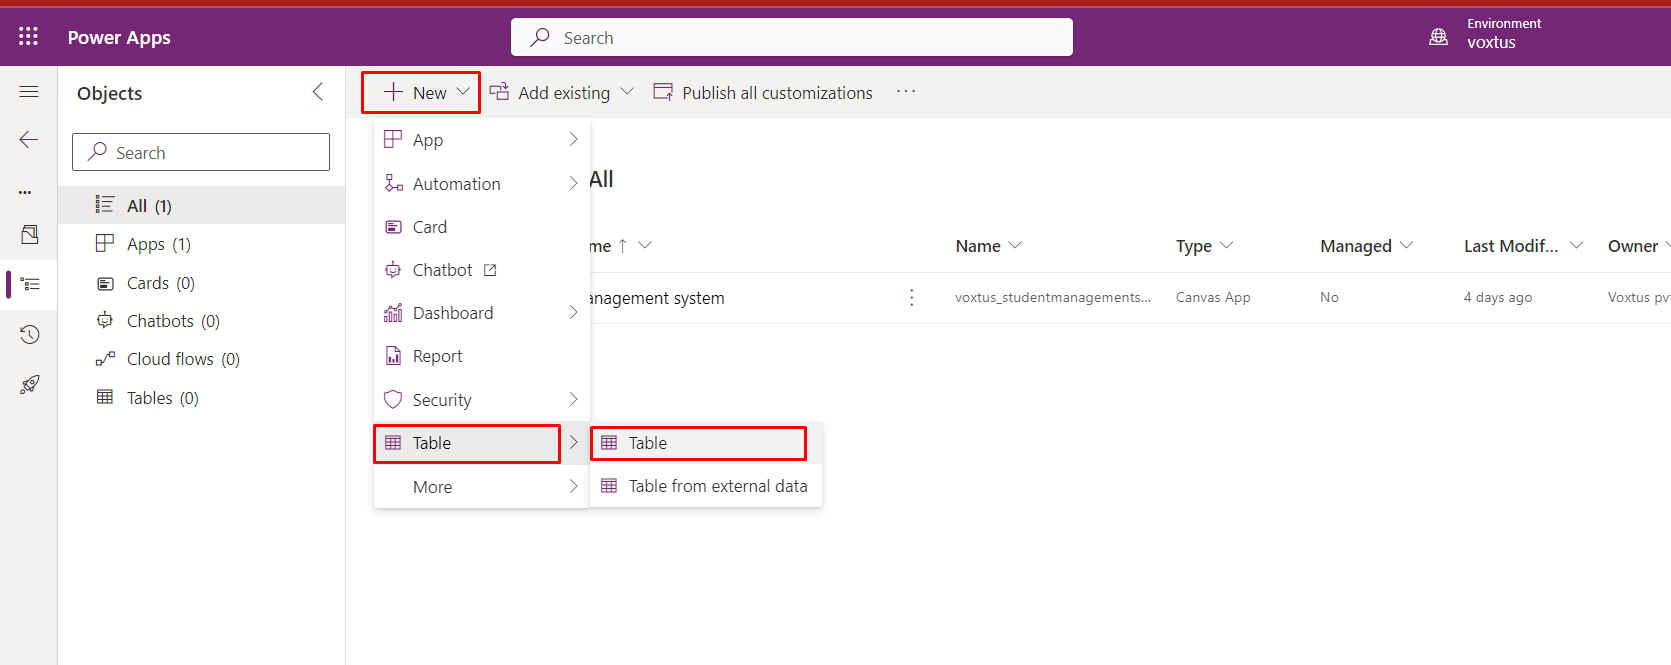 Power Apps
Search
Environment
voxtus
Objects
New
Add existing
Publish all customizations
Search
All (1)
Apps (1)
Cards (0)
Chatbots (0)
Cloud flows (0)
Tables (0)
App
Automation
Card
Chatbot
Dashboard
Report
Security
Table
More
Table
Table from external data
All
me Name Type Managed Last Modif... Owner
anagement system voxtus_studentmanagements... Canvas App No 4 days ago Voxtus pv